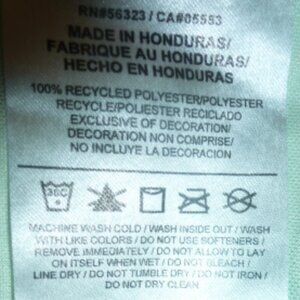 RN#56323 / CA#05553
MADE IN HONDURAS/
FABRIQUE AU HONDURAS/
HECHO EN HONDURAS
100% RECYCLED POLYESTER/POLYESTER
RECYCLE/POLIESTER RECICLADO
EXCLUSIVE OF DECORATION/
DECORATION NON COMPRISE/
NO INCLUYE LA DECORACION
30C
MACHINE WASH COLD / WASH INSIDE OUT / WASH
WITH LIKE COLORS / DO NOT USE SOFTENERS /
REMOVE IMMEDIATELY / DO NOT ALLOW TO LAY
ON ITSELF WHEN WET / DO NOT BLEACH /
LINE DRY / DO NOT TUMBLE DRY / DO NOT IRON /
DO NOT DRY CLEAN